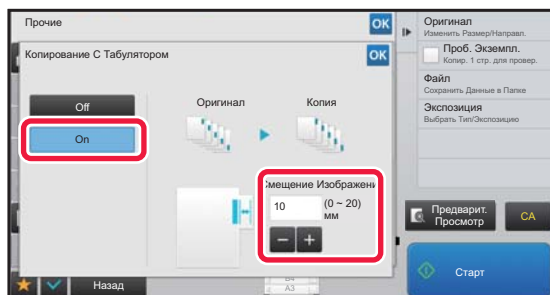 Прочие
OK
Копирование С Табулятором
OK
Off
On
Оригинал
Копия
Смещение Изображени
10
(0 ~ 20)
мм
Назад
A3
Оригинал
Изменить Размер/Направл.
Проб. Экземпл.
Копир. 1 стр. для провер.
Файл
Сохранить Данные в Папке
Экспозиция
Выбрать Тип/Экспозицию
Предварит.
Просмотр
CA
Старт